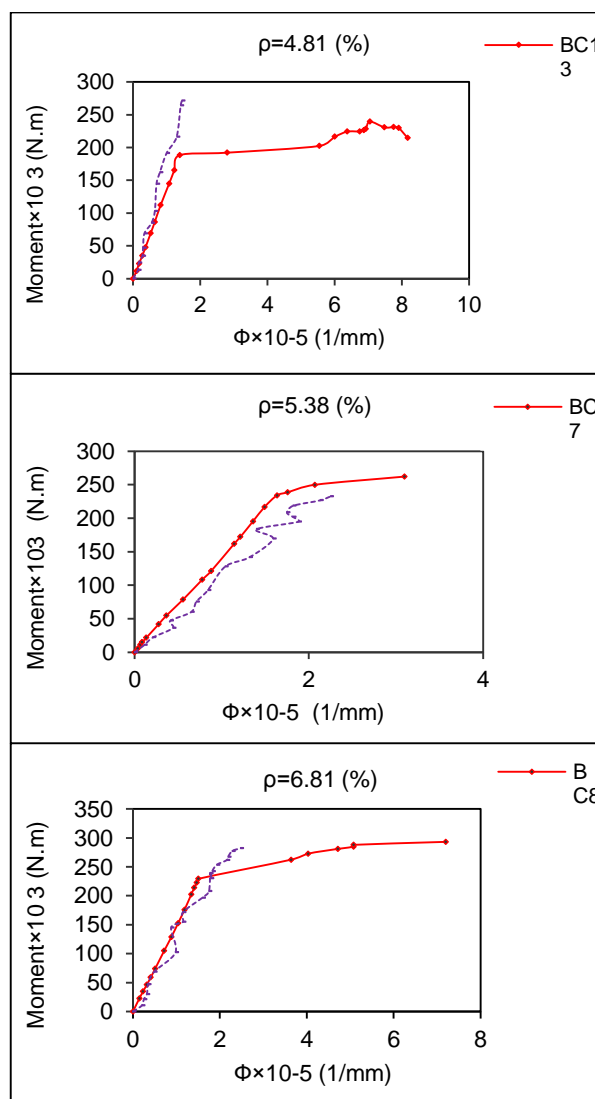 ρ=4.81 (%)
BC1
3
Moment×10 3 (N.m)
300
250
200
150
100
50
0
0 2 4 6 8 10
Φ×10-5 (1/mm)
ρ=5.38 (%)
BC
7
Moment×103 (N.m)
300
250
200
150
100
50
0
0 2 4
Φ×10-5 (1/mm)
ρ=6.81 (%)
B
C8
Moment×10 3 (N.m)
350
300
250
200
150
100
50
0
0 2 4 6 8
Φ×10-5 (1/mm)